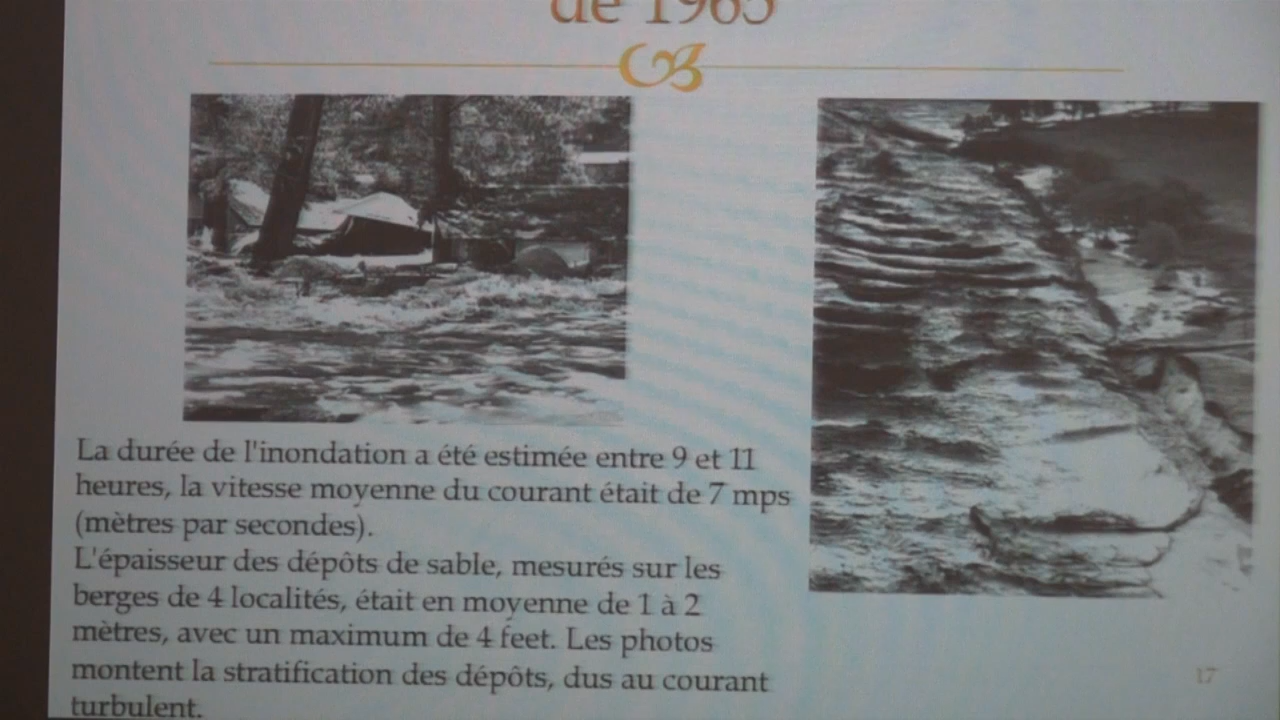 de 1965
La durée de l'inondation a été estimée entre 9 et 11
heures, la vitesse moyenne du courant était de 7 mps
(mètres par secondes).
L'épaisseur des dépôts de sable, mesurés sur les
berges de 4 localités, était en moyenne de 1 à 2
mètres, avec un maximum de 4 feet. Les photos
montent la stratification des dépôts, dus au courant
turbulent.
17